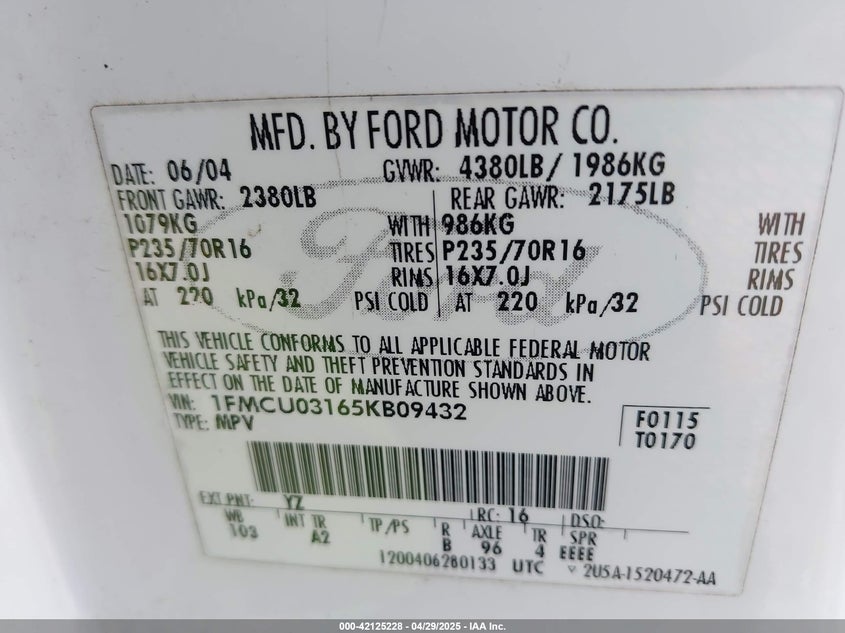 MFD. BY FORD MOTOR CO.
DATE: 06/04 GVWR: 4380LB/ 1986KG
FRONT GAWR: 2380LB REAR GAWR: 2175LB
1079KG WITH 986KG WITH
P235/70R16 TIRES P235/70R16 TIRES
16X7.0J RIMS 16X7.0J RIMS
AT 220 kPa/32 PSI COLD AT 220 kPa/32 PSI COLD
Ford
THIS VEHICLE CONFORMS TO ALL APPLICABLE FEDERAL MOTOR
VEHICLE SAFETY AND THEFT PREVENTION STANDARDS IN
EFFECT ON THE DATE OF MANUFACTURE SHOWN ABOVE.
VIN: 1FMCU03165KB09432
TYPE: MPV
F0115
T0170
EXT PNT: YZ RC: 16 DSO:
WB INT TR TP/PS R AXLE TR SPR
103 A2 B 96 4 EEEE
1200406280133 UTC ▽ 2U5A-1520472-AA
000-42125228 - 04/29/2025 - IAA Inc.